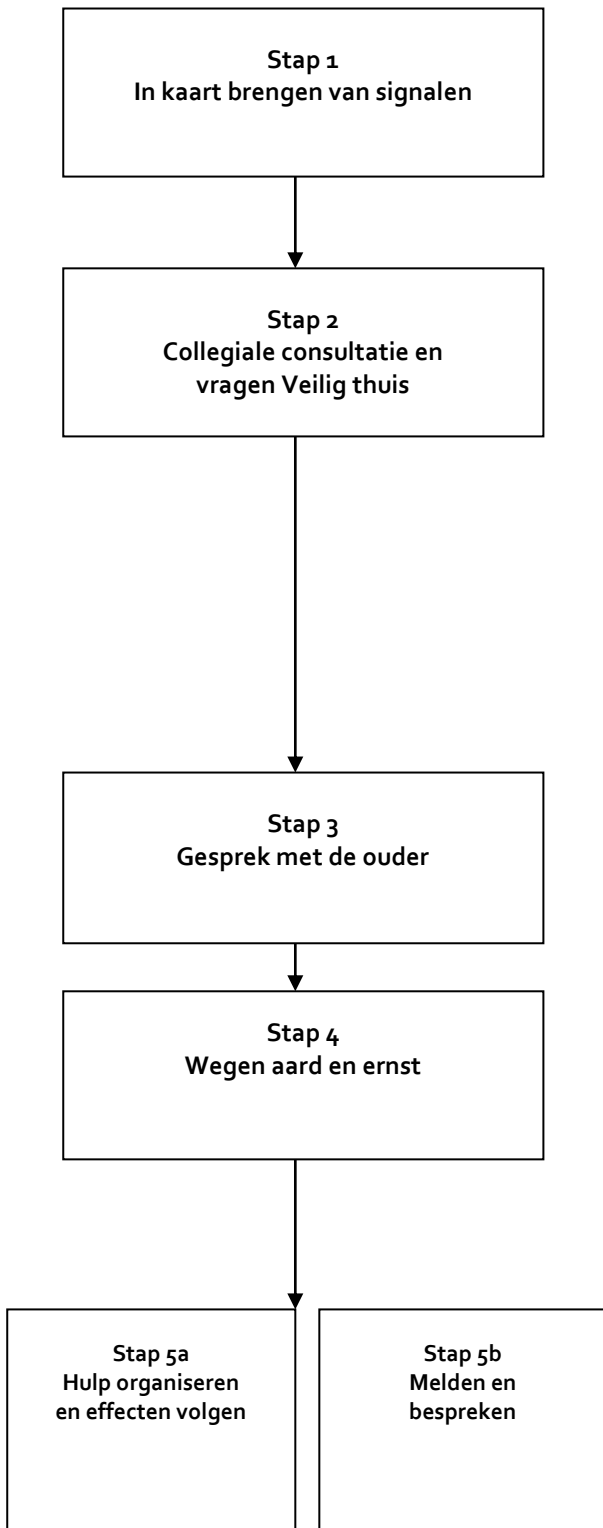 Stap 1
In kaart brengen van signalen
Stap 2
Collegiale consultatie en
vragen Veilig thuis
Stap 3
Gesprek met de ouder
Stap 4
Wegen aard en ernst
Stap 5a
Hulp organiseren
en effecten volgen
Stap 5b
Melden en
bespreken